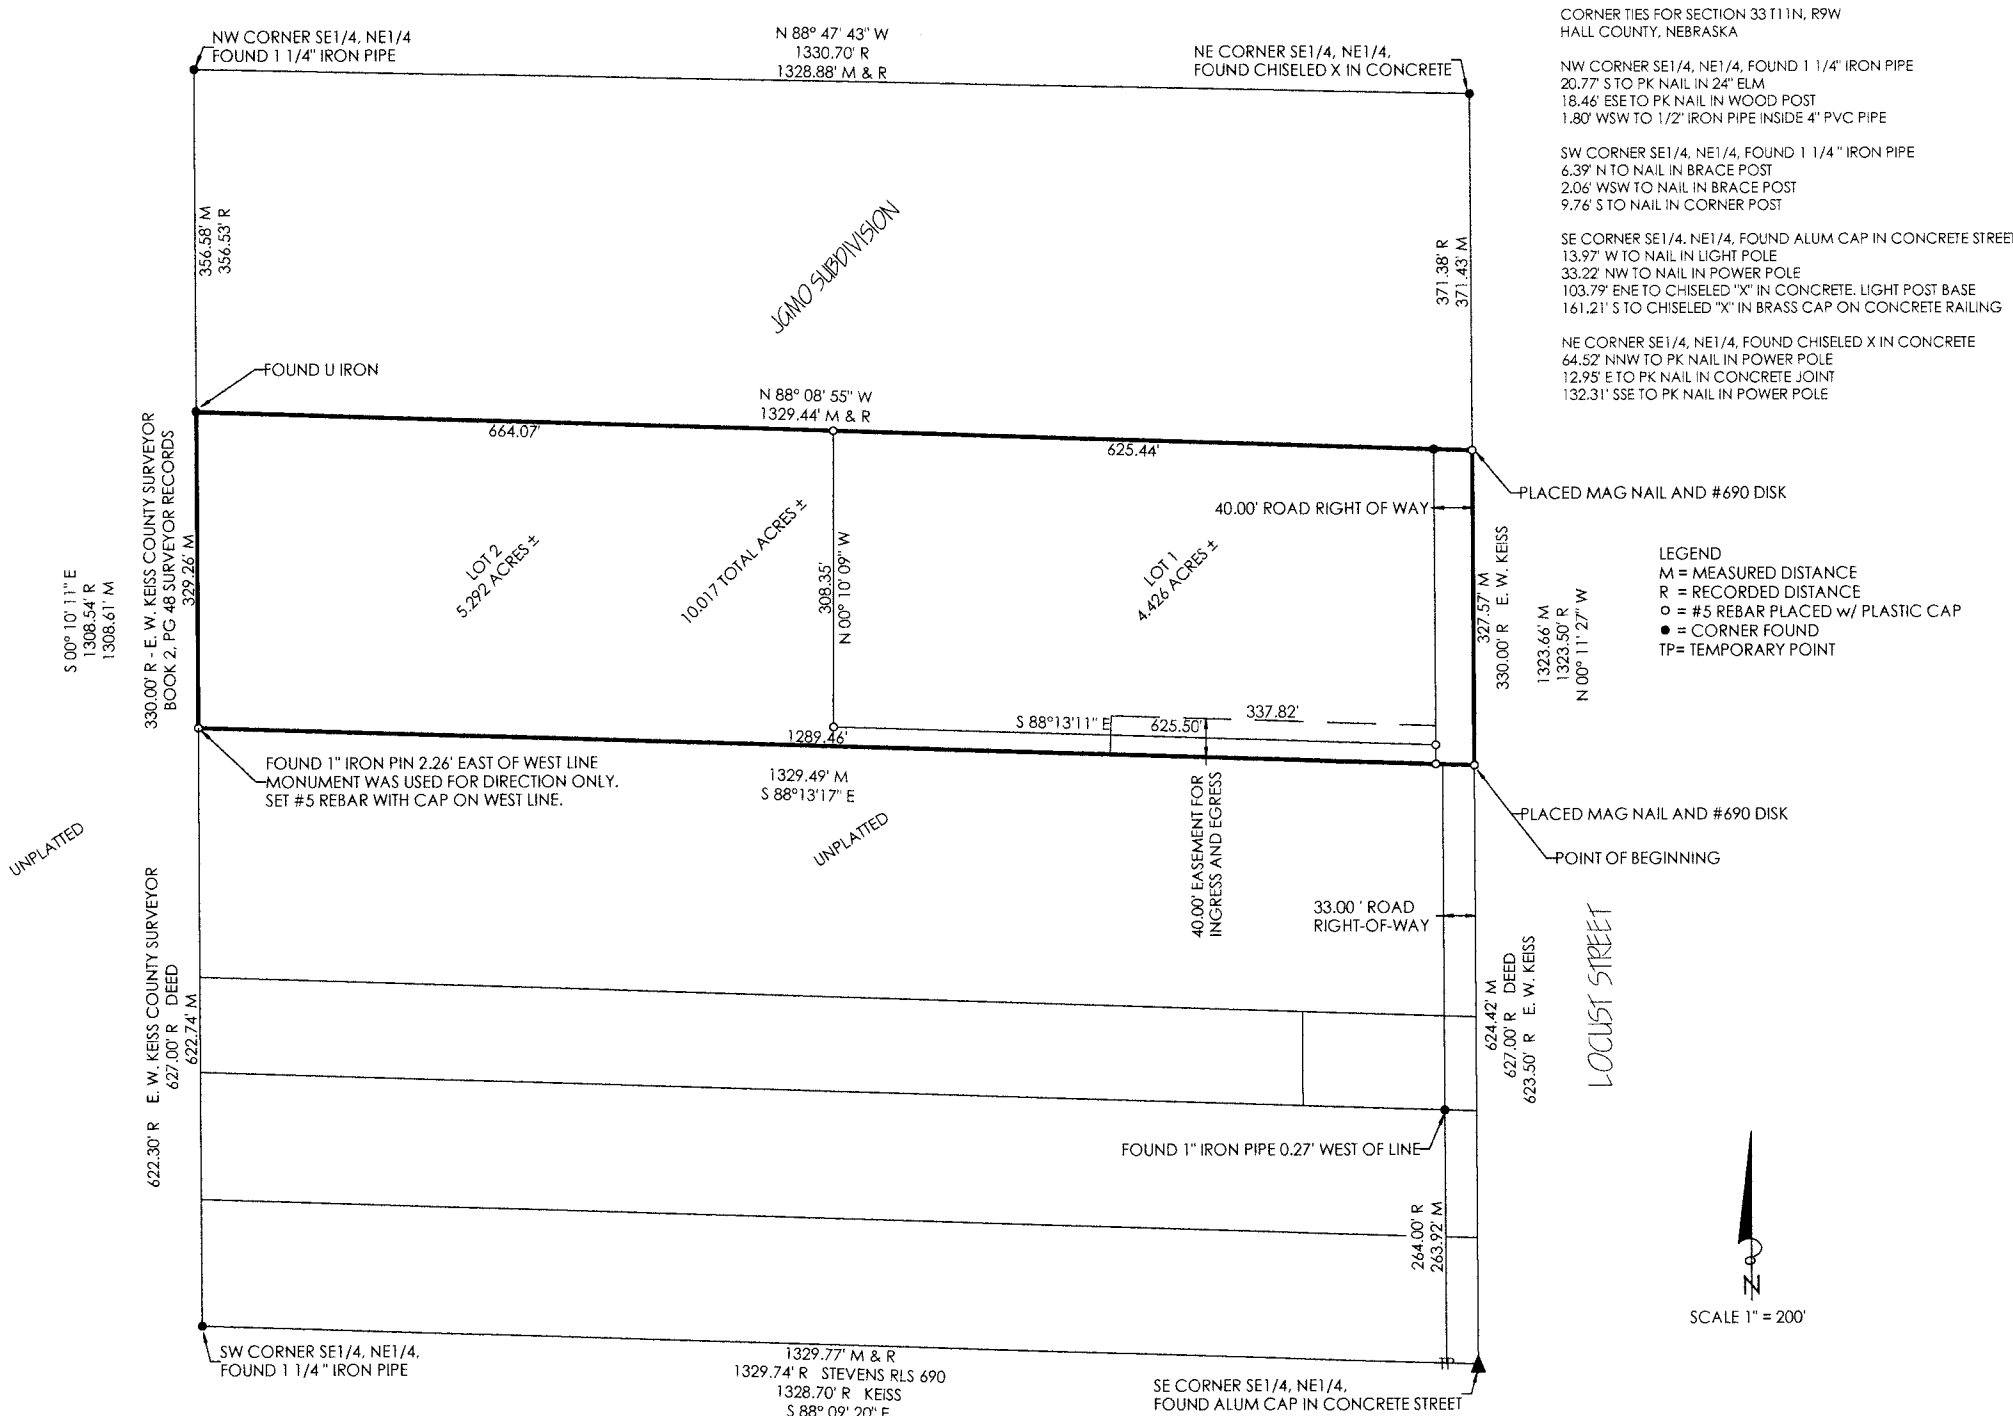 NW CORNER SE1/4, NE1/4
FOUND 1 1/4" IRON PIPE
N 88° 47' 43" W
1330.70' R
1328.88' M & R
NE CORNER SE1/4, NE1/4,
FOUND CHISELED X IN CONCRETE
CORNER TIES FOR SECTION 33 T11N, R9W
HALL COUNTY, NEBRASKA
NW CORNER SE1/4, NE1/4, FOUND 1 1/4" IRON PIPE
20.77' S TO PK NAIL IN 24" ELM
18.46' ESE TO PK NAIL IN WOOD POST
1.80' WSW TO 1/2" IRON PIPE INSIDE 4" PVC PIPE
SW CORNER SE1/4, NE1/4, FOUND 1 1/4" IRON PIPE
6.39' N TO NAIL IN BRACE POST
2.06' WSW TO NAIL IN BRACE POST
9.76' S TO NAIL IN CORNER POST
SE CORNER SE1/4. NE1/4, FOUND ALUM CAP IN CONCRETE STREET
13.97' W TO NAIL IN LIGHT POLE
33.22' NW TO NAIL IN POWER POLE
103.79' ENE TO CHISELED "X" IN CONCRETE. LIGHT POST BASE
161.21' S TO CHISELED "X" IN BRASS CAP ON CONCRETE RAILING
NE CORNER SE1/4, NE1/4, FOUND CHISELED X IN CONCRETE
64.52' NNW TO PK NAIL IN POWER POLE
12.95' E TO PK NAIL IN CONCRETE JOINT
132.31' SSE TO PK NAIL IN POWER POLE
356.58' M
356.53' R
JGMO SUBDIVISION
371.38' R
371.43' M
FOUND U IRON
N 88° 08' 55" W
1329.44' M & R
664.07'
625.44'
PLACED MAG NAIL AND #690 DISK
40.00' ROAD RIGHT OF WAY
S 00° 10' 11" E
1308.54' R
1308.61' M
330.00' R - E. W. KEISS COUNTY SURVEYOR
BOOK 2, PG 48 SURVEYOR RECORDS
329.26' M
LOT 2
5.292 ACRES ±
10.017 TOTAL ACRES ±
308.35'
N 00° 10' 09" W
LOT 1
4.426 ACRES ±
327.57' M
330.00' R E. W. KEISS
1323.66' M
1323.50' R
N 00° 11' 27" W
LEGEND
M = MEASURED DISTANCE
R = RECORDED DISTANCE
o = #5 REBAR PLACED w/ PLASTIC CAP
● = CORNER FOUND
TP= TEMPORARY POINT
S 88°13'11" E
625.50'
337.82'
1289.46'
1329.49' M
S 88°13'17" E
FOUND 1" IRON PIN 2.26' EAST OF WEST LINE
MONUMENT WAS USED FOR DIRECTION ONLY.
SET #5 REBAR WITH CAP ON WEST LINE.
40.00' EASEMENT FOR
INGRESS AND EGRESS
PLACED MAG NAIL AND #690 DISK
POINT OF BEGINNING
UNPLATTED
UNPLATTED
33.00 ' ROAD
RIGHT-OF-WAY
LOCUST STREET
622.30' R E. W. KEISS COUNTY SURVEYOR
627.00' R DEED
622.74' M
624.42' M
627.00' R DEED
623.50' R E. W. KEISS
FOUND 1" IRON PIPE 0.27' WEST OF LINE
264.00' R
263.92' M
N
SCALE 1" = 200'
SW CORNER SE1/4, NE1/4,
FOUND 1 1/4 " IRON PIPE
1329.77' M & R
1329.74' R STEVENS RLS 690
1328.70' R KEISS
S 88° 09' 20" E
TP
SE CORNER SE1/4, NE1/4,
FOUND ALUM CAP IN CONCRETE STREET